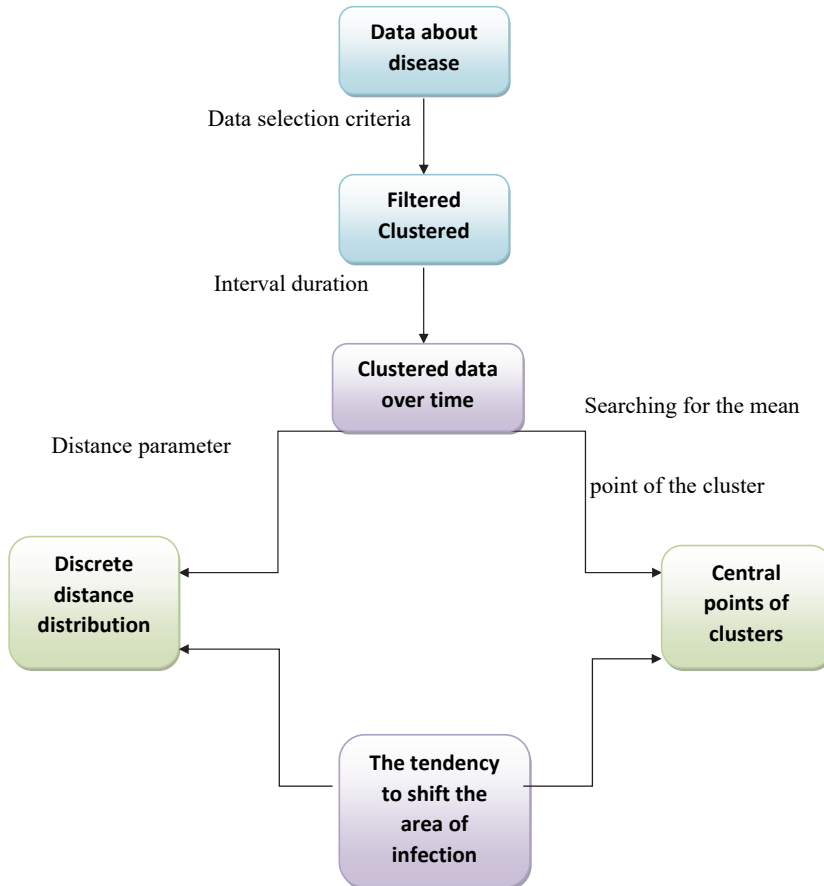 Data about
disease
Data selection criteria
Filtered
Clustered
Interval duration
Clustered data
over time
Searching for the mean
Distance parameter
point of the cluster
Discrete
distance
distribution
Central
points of
clusters
The tendency
to shift the
area of
infection